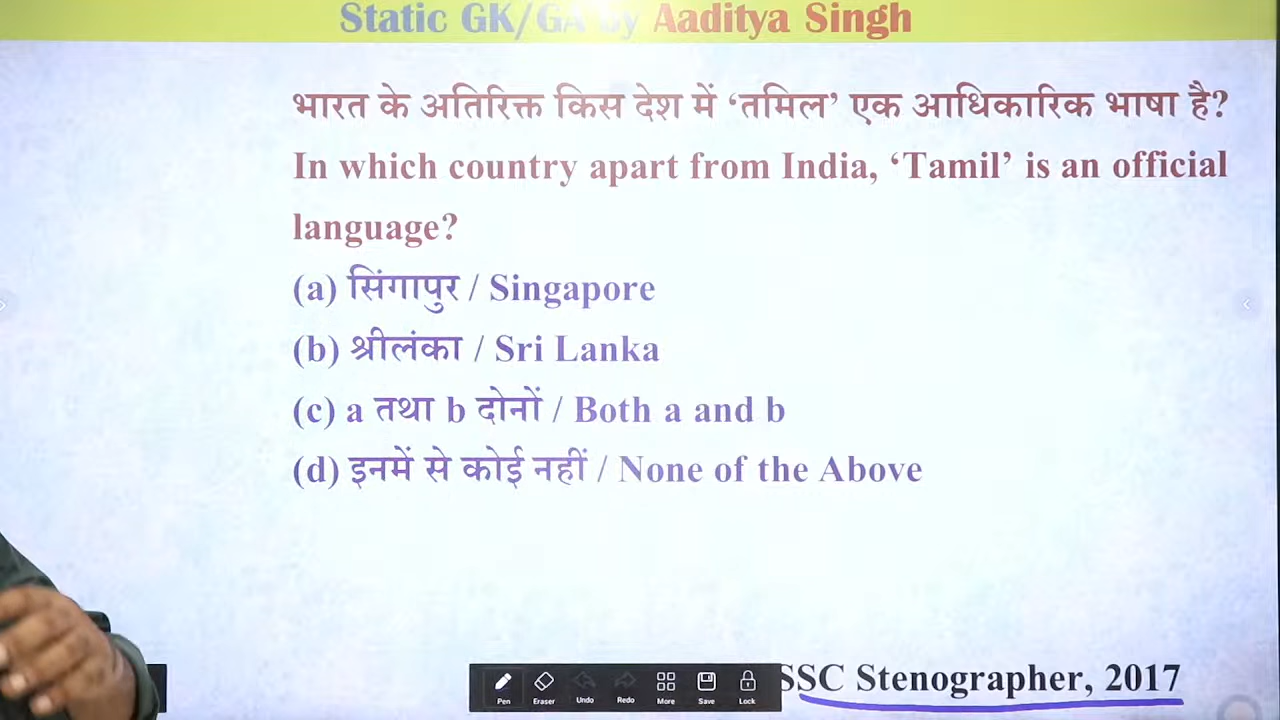 Static GK/GA by Aaditya Singh
भारत के अतिरिक्त किस देश में ‘तमिल’ एक आधिकारिक भाषा है?
In which country apart from India, ‘Tamil’ is an official
language?
(a) सिंगापुर / Singapore
(b) श्रीलंका / Sri Lanka
(c) a तथा b दोनों / Both a and b
(d) इनमें से कोई नहीं / None of the Above
SSC Stenographer, 2017
Pen Eraser Undo Redo More Save Lock